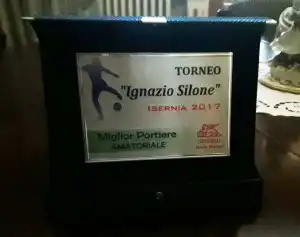 TORNEO
"Ignazio Silone"
ISERNIA 2017
Miglior Portiere
AMATORIALE